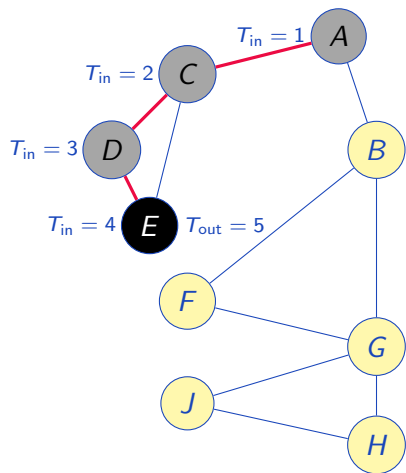 T_in = 1 A
T_in = 2 C
T_in = 3 D B
T_in = 4 E T_out = 5
F
G
J
H